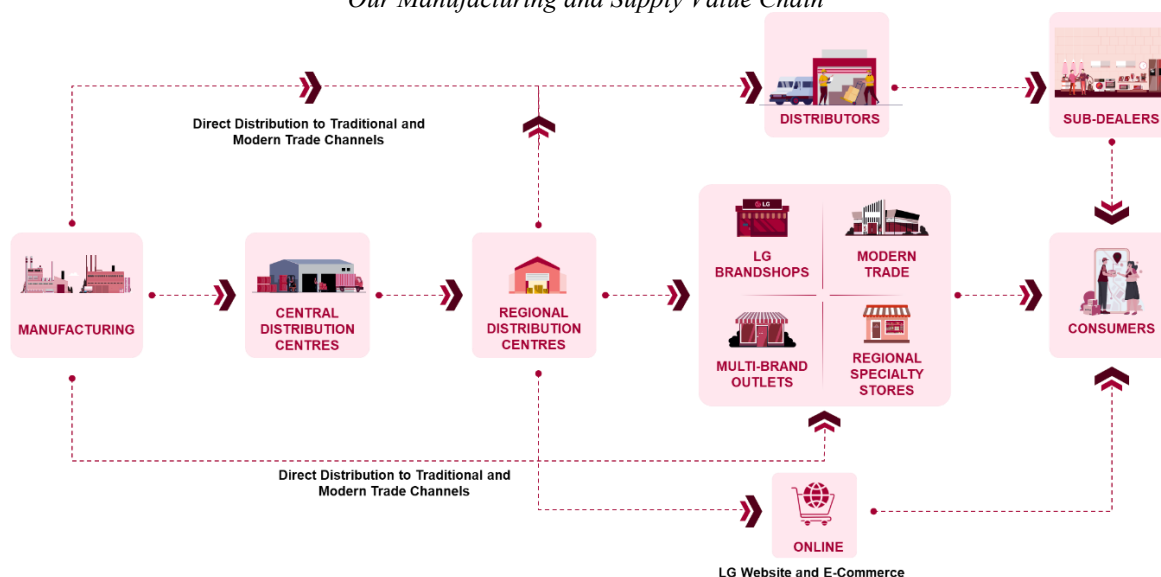 Our Manufacturing and Supply Value Chain
Direct Distribution to Traditional and
Modern Trade Channels
DISTRIBUTORS
SUB-DEALERS
LG
LG
BRANDSHOPS
MODERN
TRADE
MANUFACTURING
CENTRAL
DISTRIBUTION
CENTRES
REGIONAL
DISTRIBUTION
CENTRES
MULTI-BRAND
OUTLETS
REGIONAL
SPECIALTY
STORES
CONSUMERS
Direct Distribution to Traditional and
Modern Trade Channels
ONLINE
LG Website and E-Commerce